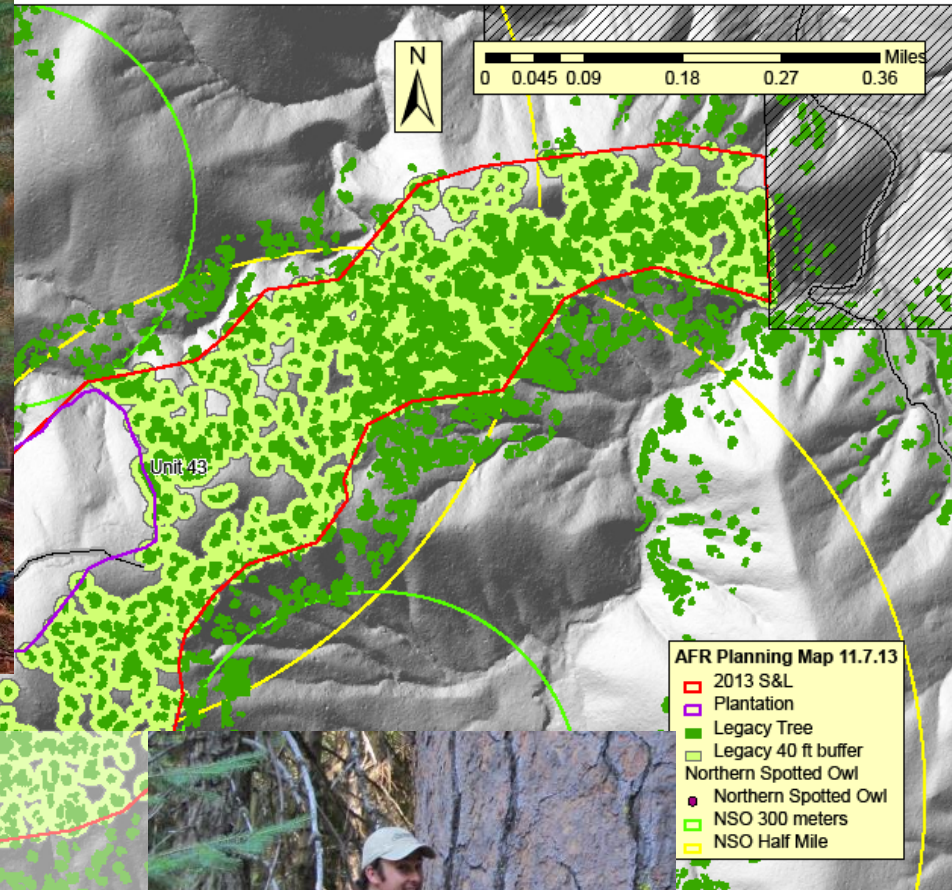 N
Miles
0 0.045 0.09 0.18 0.27 0.36
Unit 43
AFR Planning Map 11.7.13
2013 S&L
Plantation
Legacy Tree
Legacy 40 ft buffer
Northern Spotted Owl
Northern Spotted Owl
NSO 300 meters
NSO Half Mile